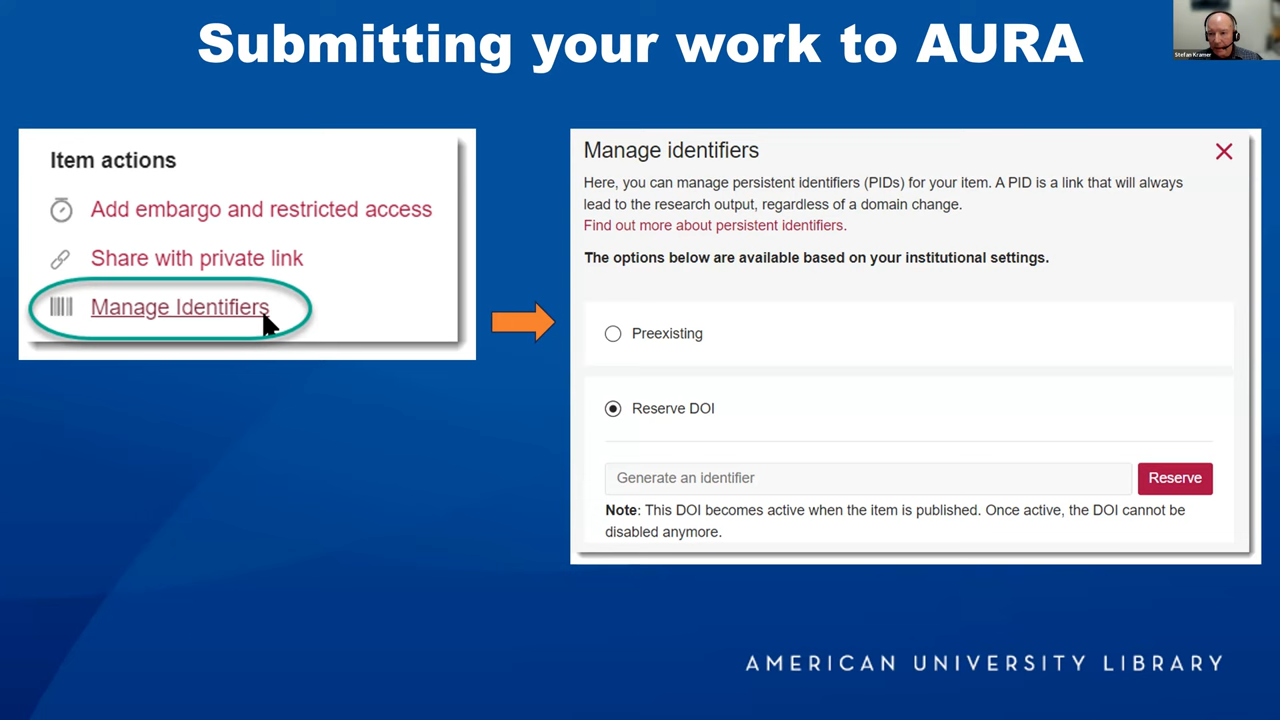 Submitting your work to AURA
Stefan Kramer
Item actions
Add embargo and restricted access
Share with private link
Manage Identifiers
Manage identifiers
Here, you can manage persistent identifiers (PIDs) for your item. A PID is a link that will always
lead to the research output, regardless of a domain change.
Find out more about persistent identifiers.
The options below are available based on your institutional settings.
Preexisting
Reserve DOI
Generate an identifier
Reserve
Note: This DOI becomes active when the item is published. Once active, the DOI cannot be
disabled anymore.
AMERICAN UNIVERSITY LIBRARY